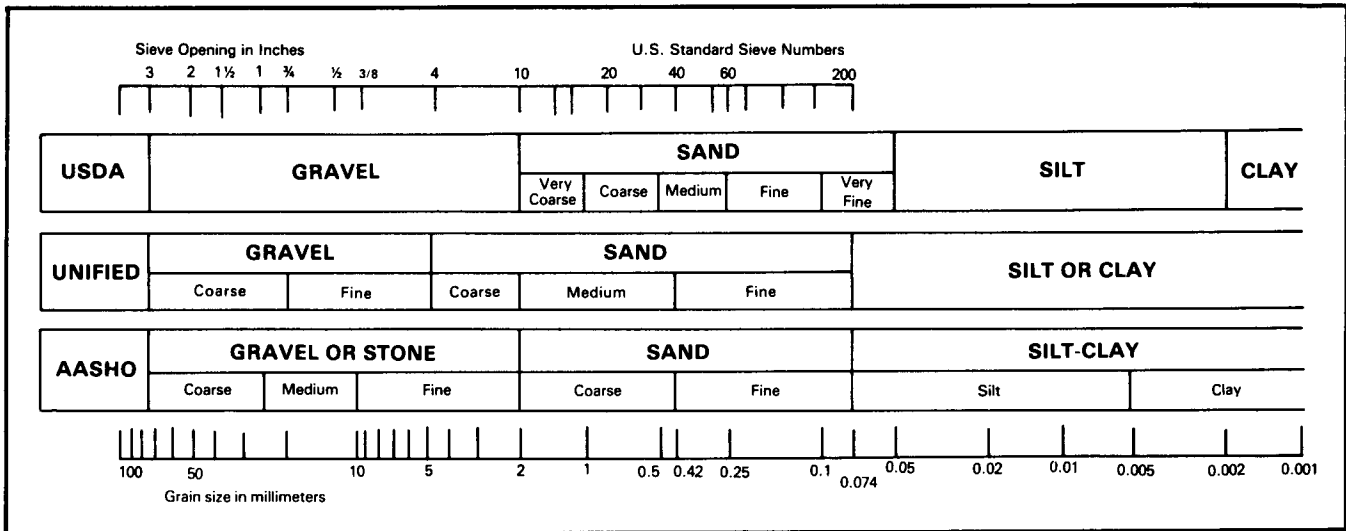 Sieve Opening in Inches U.S. Standard Sieve Numbers
3 2 1½ 1 ¾ ½ 3/8 4 10 20 40 60 200
USDA GRAVEL SAND SILT CLAY
Very Coarse Coarse Medium Fine Very Fine
UNIFIED GRAVEL SAND SILT OR CLAY
Coarse Fine Coarse Medium Fine
AASHO GRAVEL OR STONE SAND SILT-CLAY
Coarse Medium Fine Coarse Fine Silt Clay
100 50 10 5 2 1 0.5 0.42 0.25 0.1 0.074 0.05 0.02 0.01 0.005 0.002 0.001
Grain size in millimeters